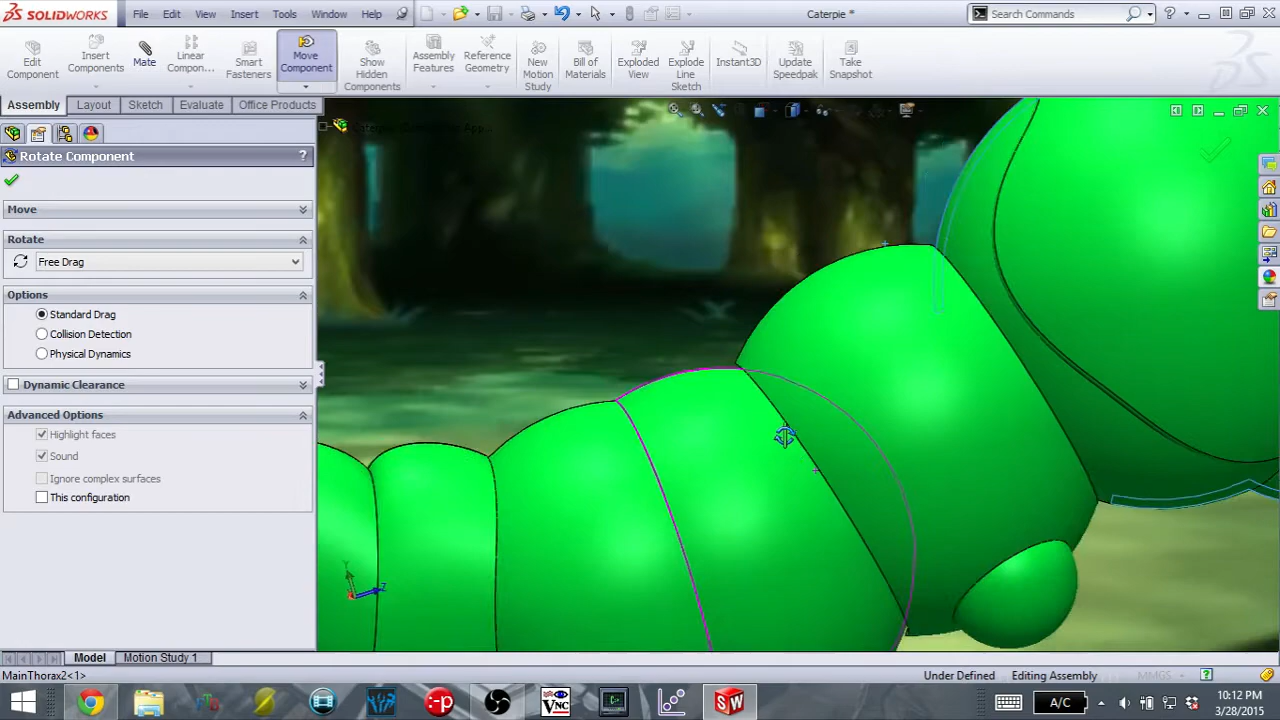 SOLIDWORKS File Edit View Insert Tools Window Help Caterpie * Search Commands
Edit Component
Insert Components
Mate
Linear Compon...
Smart Fasteners
Move Component
Show Hidden Components
Assembly Features
Reference Geometry
New Motion Study
Bill of Materials
Exploded View
Explode Line Sketch
Instant3D
Update Speedpak
Take Snapshot
Assembly Layout Sketch Evaluate Office Products
Rotate Component ?
Move
Rotate
Free Drag
Options
Standard Drag
Collision Detection
Physical Dynamics
Dynamic Clearance
Advanced Options
Highlight faces
Sound
Ignore complex surfaces
This configuration
Y
Z
Model Motion Study 1
MainThorax2<1> Under Defined Editing Assembly MMGS
A/C 10:12 PM
3/28/2015